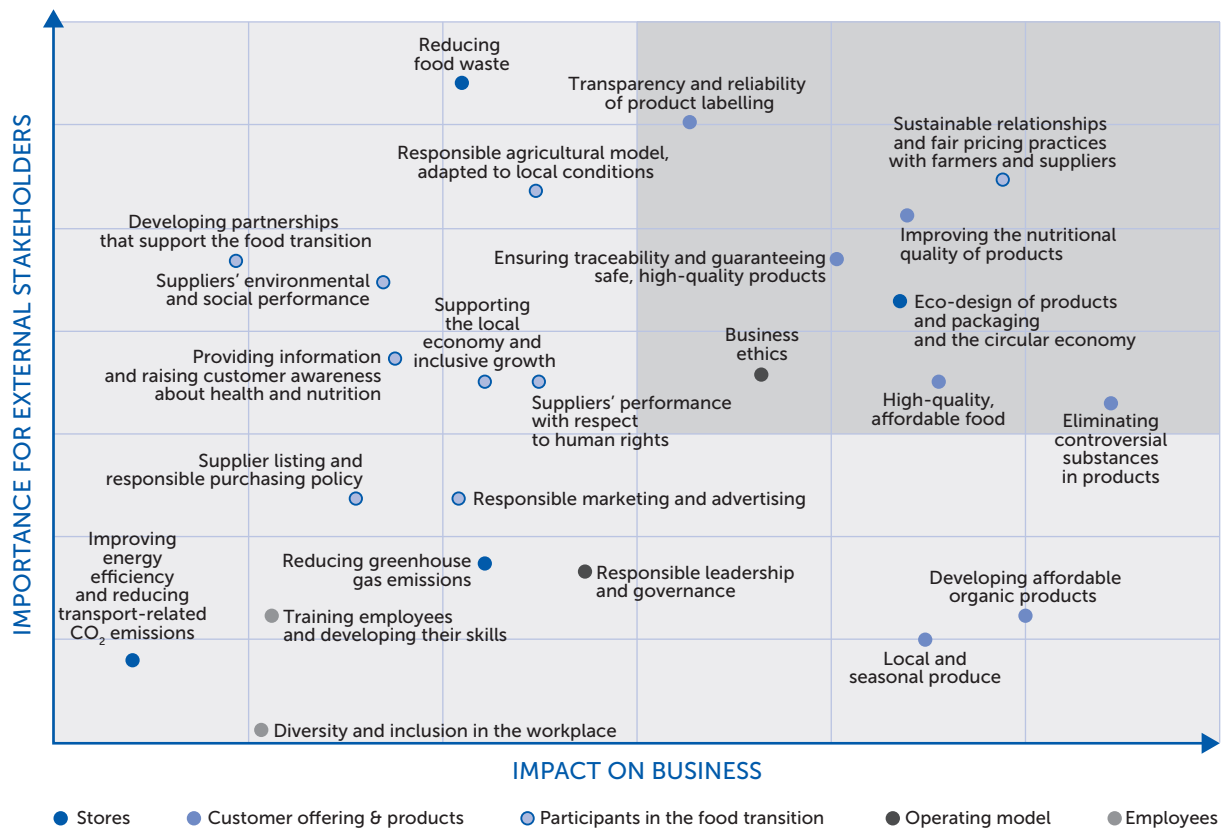 IMPORTANCE FOR EXTERNAL STAKEHOLDERS
Reducing
food waste
Transparency and reliability
of product labelling
Sustainable relationships
and fair pricing practices
with farmers and suppliers
Responsible agricultural model,
adapted to local conditions
Developing partnerships
that support the food transition
Improving the nutritional
quality of products
Ensuring traceability and guaranteeing
safe, high-quality products
Suppliers' environmental
and social performance
Supporting
the local
economy and
inclusive growth
Eco-design of products
and packaging
and the circular economy
Business
ethics
Providing information
and raising customer awareness
about health and nutrition
Suppliers' performance
with respect
to human rights
High-quality,
affordable food
Eliminating
controversial
substances
in products
Supplier listing and
responsible purchasing policy
Responsible marketing and advertising
Improving
energy
efficiency
and reducing
transport-related
CO₂ emissions
Reducing greenhouse
gas emissions
Responsible leadership
and governance
Developing affordable
organic products
Training employees
and developing their skills
Local and
seasonal produce
Diversity and inclusion in the workplace
IMPACT ON BUSINESS
Stores
Customer offering & products
Participants in the food transition
Operating model
Employees